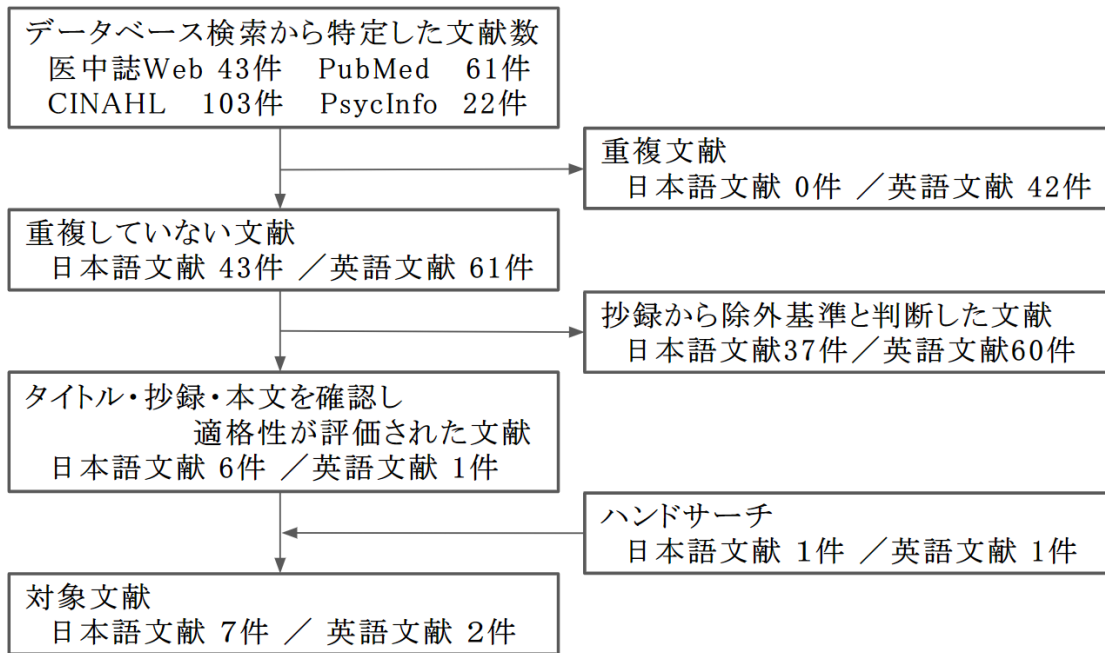 データベース検索から特定した文献数
医中誌Web 43件 PubMed 61件
CINAHL 103件 PsycInfo 22件
重複文献
日本語文献 0件 ／英語文献 42件
重複していない文献
日本語文献 43件 ／英語文献 61件
抄録から除外基準と判断した文献
日本語文献37件／英語文献60件
タイトル・抄録・本文を確認し
適格性が評価された文献
日本語文献 6件 ／英語文献 1件
ハンドサーチ
日本語文献 1件 ／英語文献 1件
対象文献
日本語文献 7件 ／ 英語文献 2件